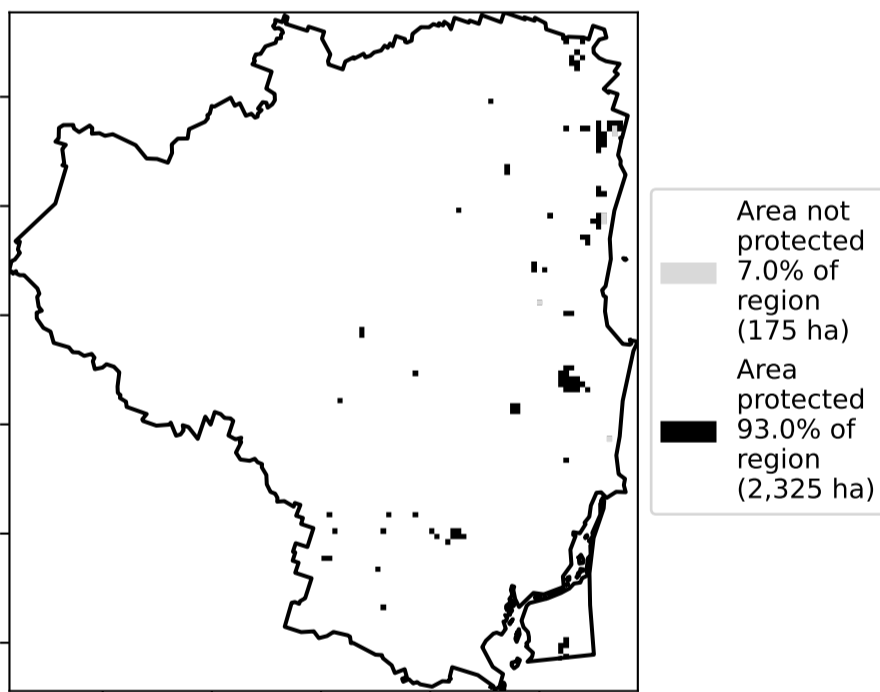 Area not
protected
7.0% of
region
(175 ha)
Area
protected
93.0% of
region
(2,325 ha)